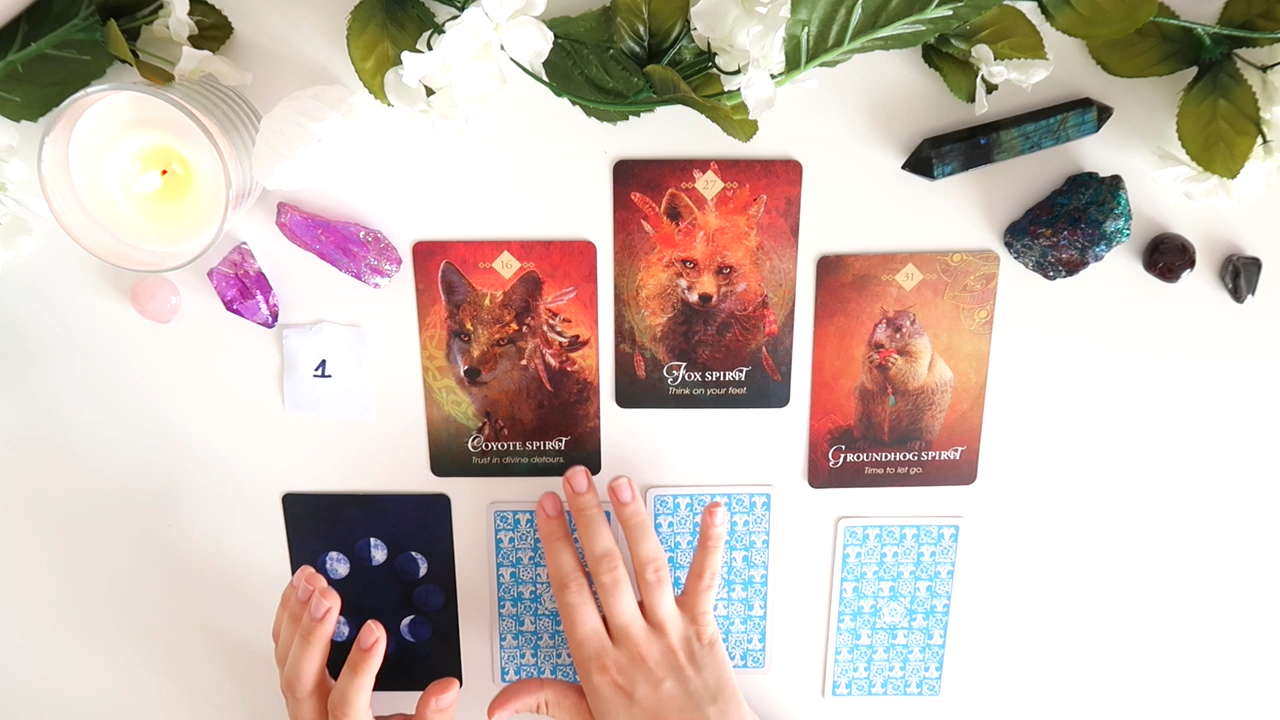 1
16
Coyote Spirit
Trust in divine detours.
27
Fox Spirit
Think on your feet.
31
Groundhog Spirit
Time to let go.